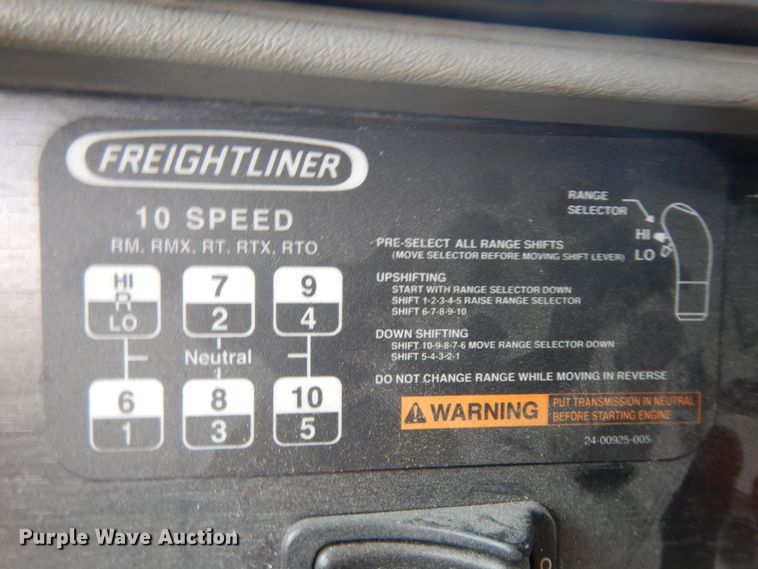 FREIGHTLINER
10 SPEED
RM, RMX, RT, RTX, RTO
HI R LO
7 2
9 4
Neutral
6 1
8 3
10 5
RANGE
SELECTOR
HI
LO
PRE-SELECT ALL RANGE SHIFTS
(MOVE SELECTOR BEFORE MOVING SHIFT LEVER)
UPSHIFTING
START WITH RANGE SELECTOR DOWN
SHIFT 1-2-3-4-5 RAISE RANGE SELECTOR
SHIFT 6-7-8-9-10
DOWN SHIFTING
SHIFT 10-9-8-7-6 MOVE RANGE SELECTOR DOWN
SHIFT 5-4-3-2-1
DO NOT CHANGE RANGE WHILE MOVING IN REVERSE
WARNING
PUT TRANSMISSION IN NEUTRAL
BEFORE STARTING ENGINE
24-00925-005
Purple Wave Auction